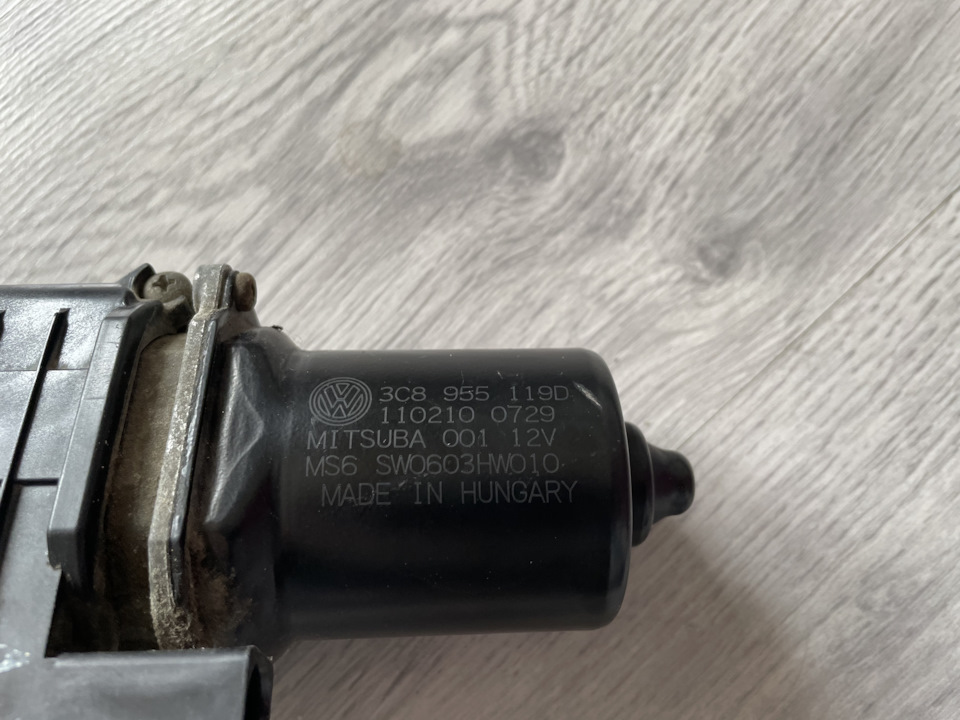 3C8 955 119D
110210 0729
MITSUBA 001 12V
MS6 SW0603HW010
MADE IN HUNGARY